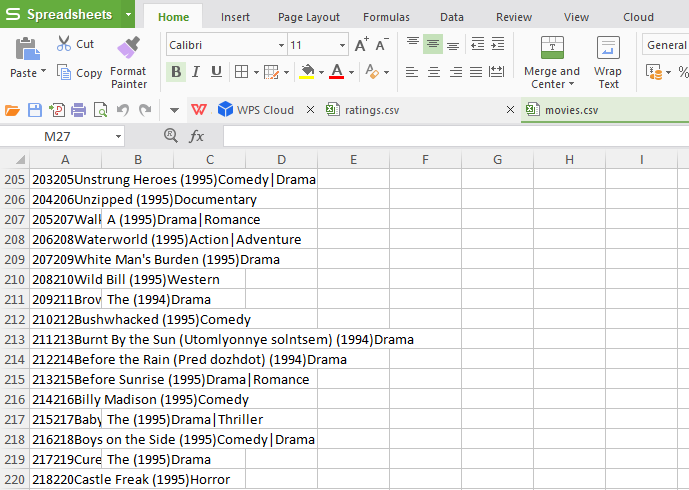 S Spreadsheets Home Insert Page Layout Formulas Data Review View Cloud
Paste Cut Copy Format Painter Calibri 11 A+ A- B I U A Merge and Center Wrap Text General %
WPS Cloud ratings.csv movies.csv
M27 fx
A B C D E F G H I
205 203205Unstrung Heroes (1995)Comedy|Drama
206 204206Unzipped (1995)Documentary
207 205207Walk A (1995)Drama|Romance
208 206208Waterworld (1995)Action|Adventure
209 207209White Man's Burden (1995)Drama
210 208210Wild Bill (1995)Western
211 209211Brow The (1994)Drama
212 210212Bushwhacked (1995)Comedy
213 211213Burnt By the Sun (Utomlyonnye solntsem) (1994)Drama
214 212214Before the Rain (Pred dozhdot) (1994)Drama
215 213215Before Sunrise (1995)Drama|Romance
216 214216Billy Madison (1995)Comedy
217 215217Baby The (1995)Drama|Thriller
218 216218Boys on the Side (1995)Comedy|Drama
219 217219Cure The (1995)Drama
220 218220Castle Freak (1995)Horror